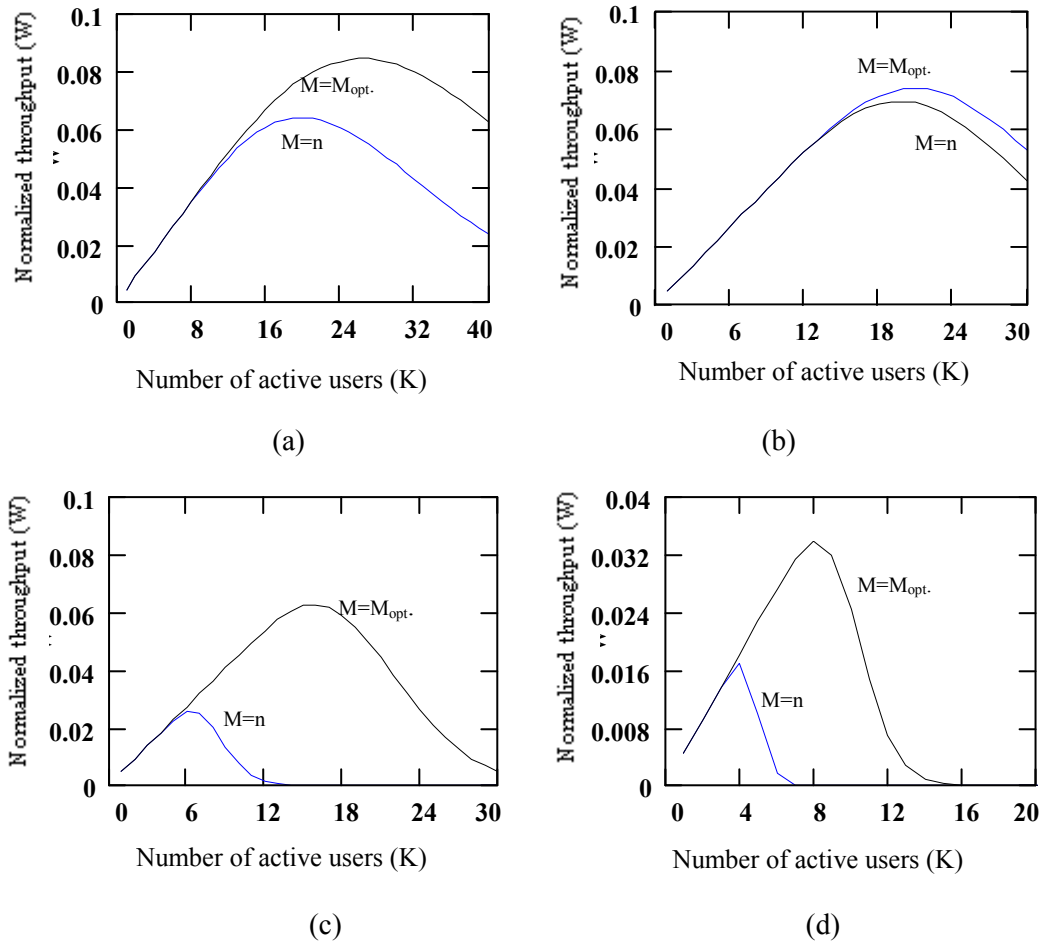 Normalized throughput (W)
0.1
0.08
0.06
0.04
0.02
0
M=Mopt.
M=n
0 8 16 24 32 40
Number of active users (K)
(a)
Normalized throughput (W)
0.1
0.08
0.06
0.04
0.02
0
M=Mopt.
M=n
0 6 12 18 24 30
Number of active users (K)
(b)
Normalized throughput (W)
0.1
0.08
0.06
0.04
0.02
0
M=Mopt.
M=n
0 6 12 18 24 30
Number of active users (K)
(c)
Normalized throughput (W)
0.04
0.032
0.024
0.016
0.008
0
M=Mopt.
M=n
0 4 8 12 16 20
Number of active users (K)
(d)